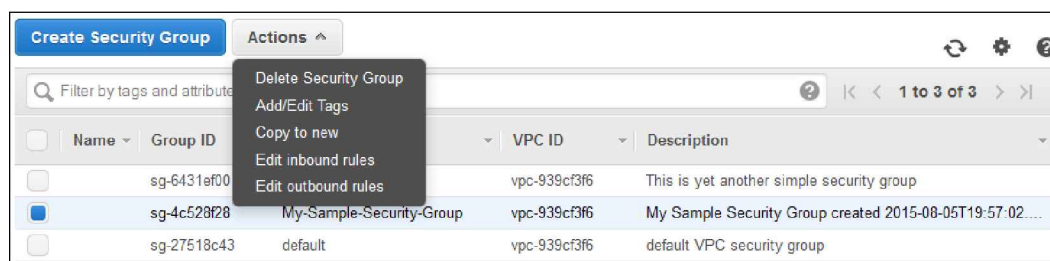 Create Security Group Actions
Delete Security Group
Filter by tags and attribute 1 to 3 of 3
Add/Edit Tags
Copy to new
Name Group ID VPC ID Description
Edit inbound rules
Edit outbound rules
sg-6431ef00 vpc-939cf3f6 This is yet another simple security group
sg-4c528f28 My-Sample-Security-Group vpc-939cf3f6 My Sample Security Group created 2015-08-05T19:57:02....
sg-27518c43 default vpc-939cf3f6 default VPC security group